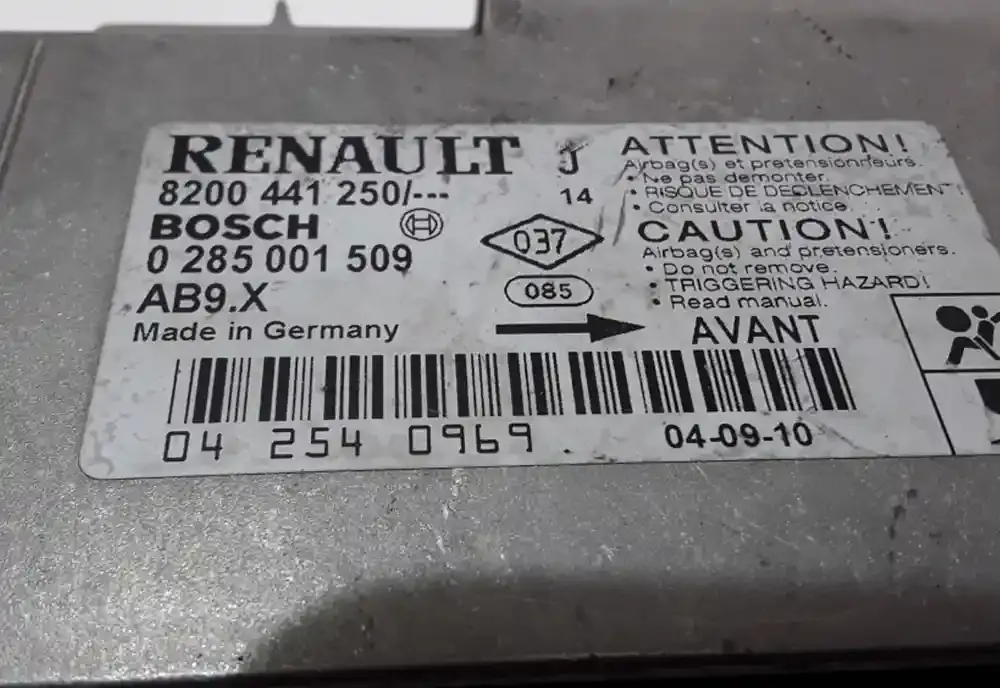 RENAULT J
8200 441 250/--- 14
BOSCH
0 285 001 509
AB9.X
Made in Germany
037
085
ATTENTION!
Airbag(s) et pretensionneurs.
• Ne pas demonter.
• RISQUE DE DECLENCHEMENT!
• Consulter la notice.
CAUTION!
Airbag(s) and pretensioners.
• Do not remove.
• TRIGGERING HAZARD!
• Read manual.
AVANT
04 254 0969
04-09-10